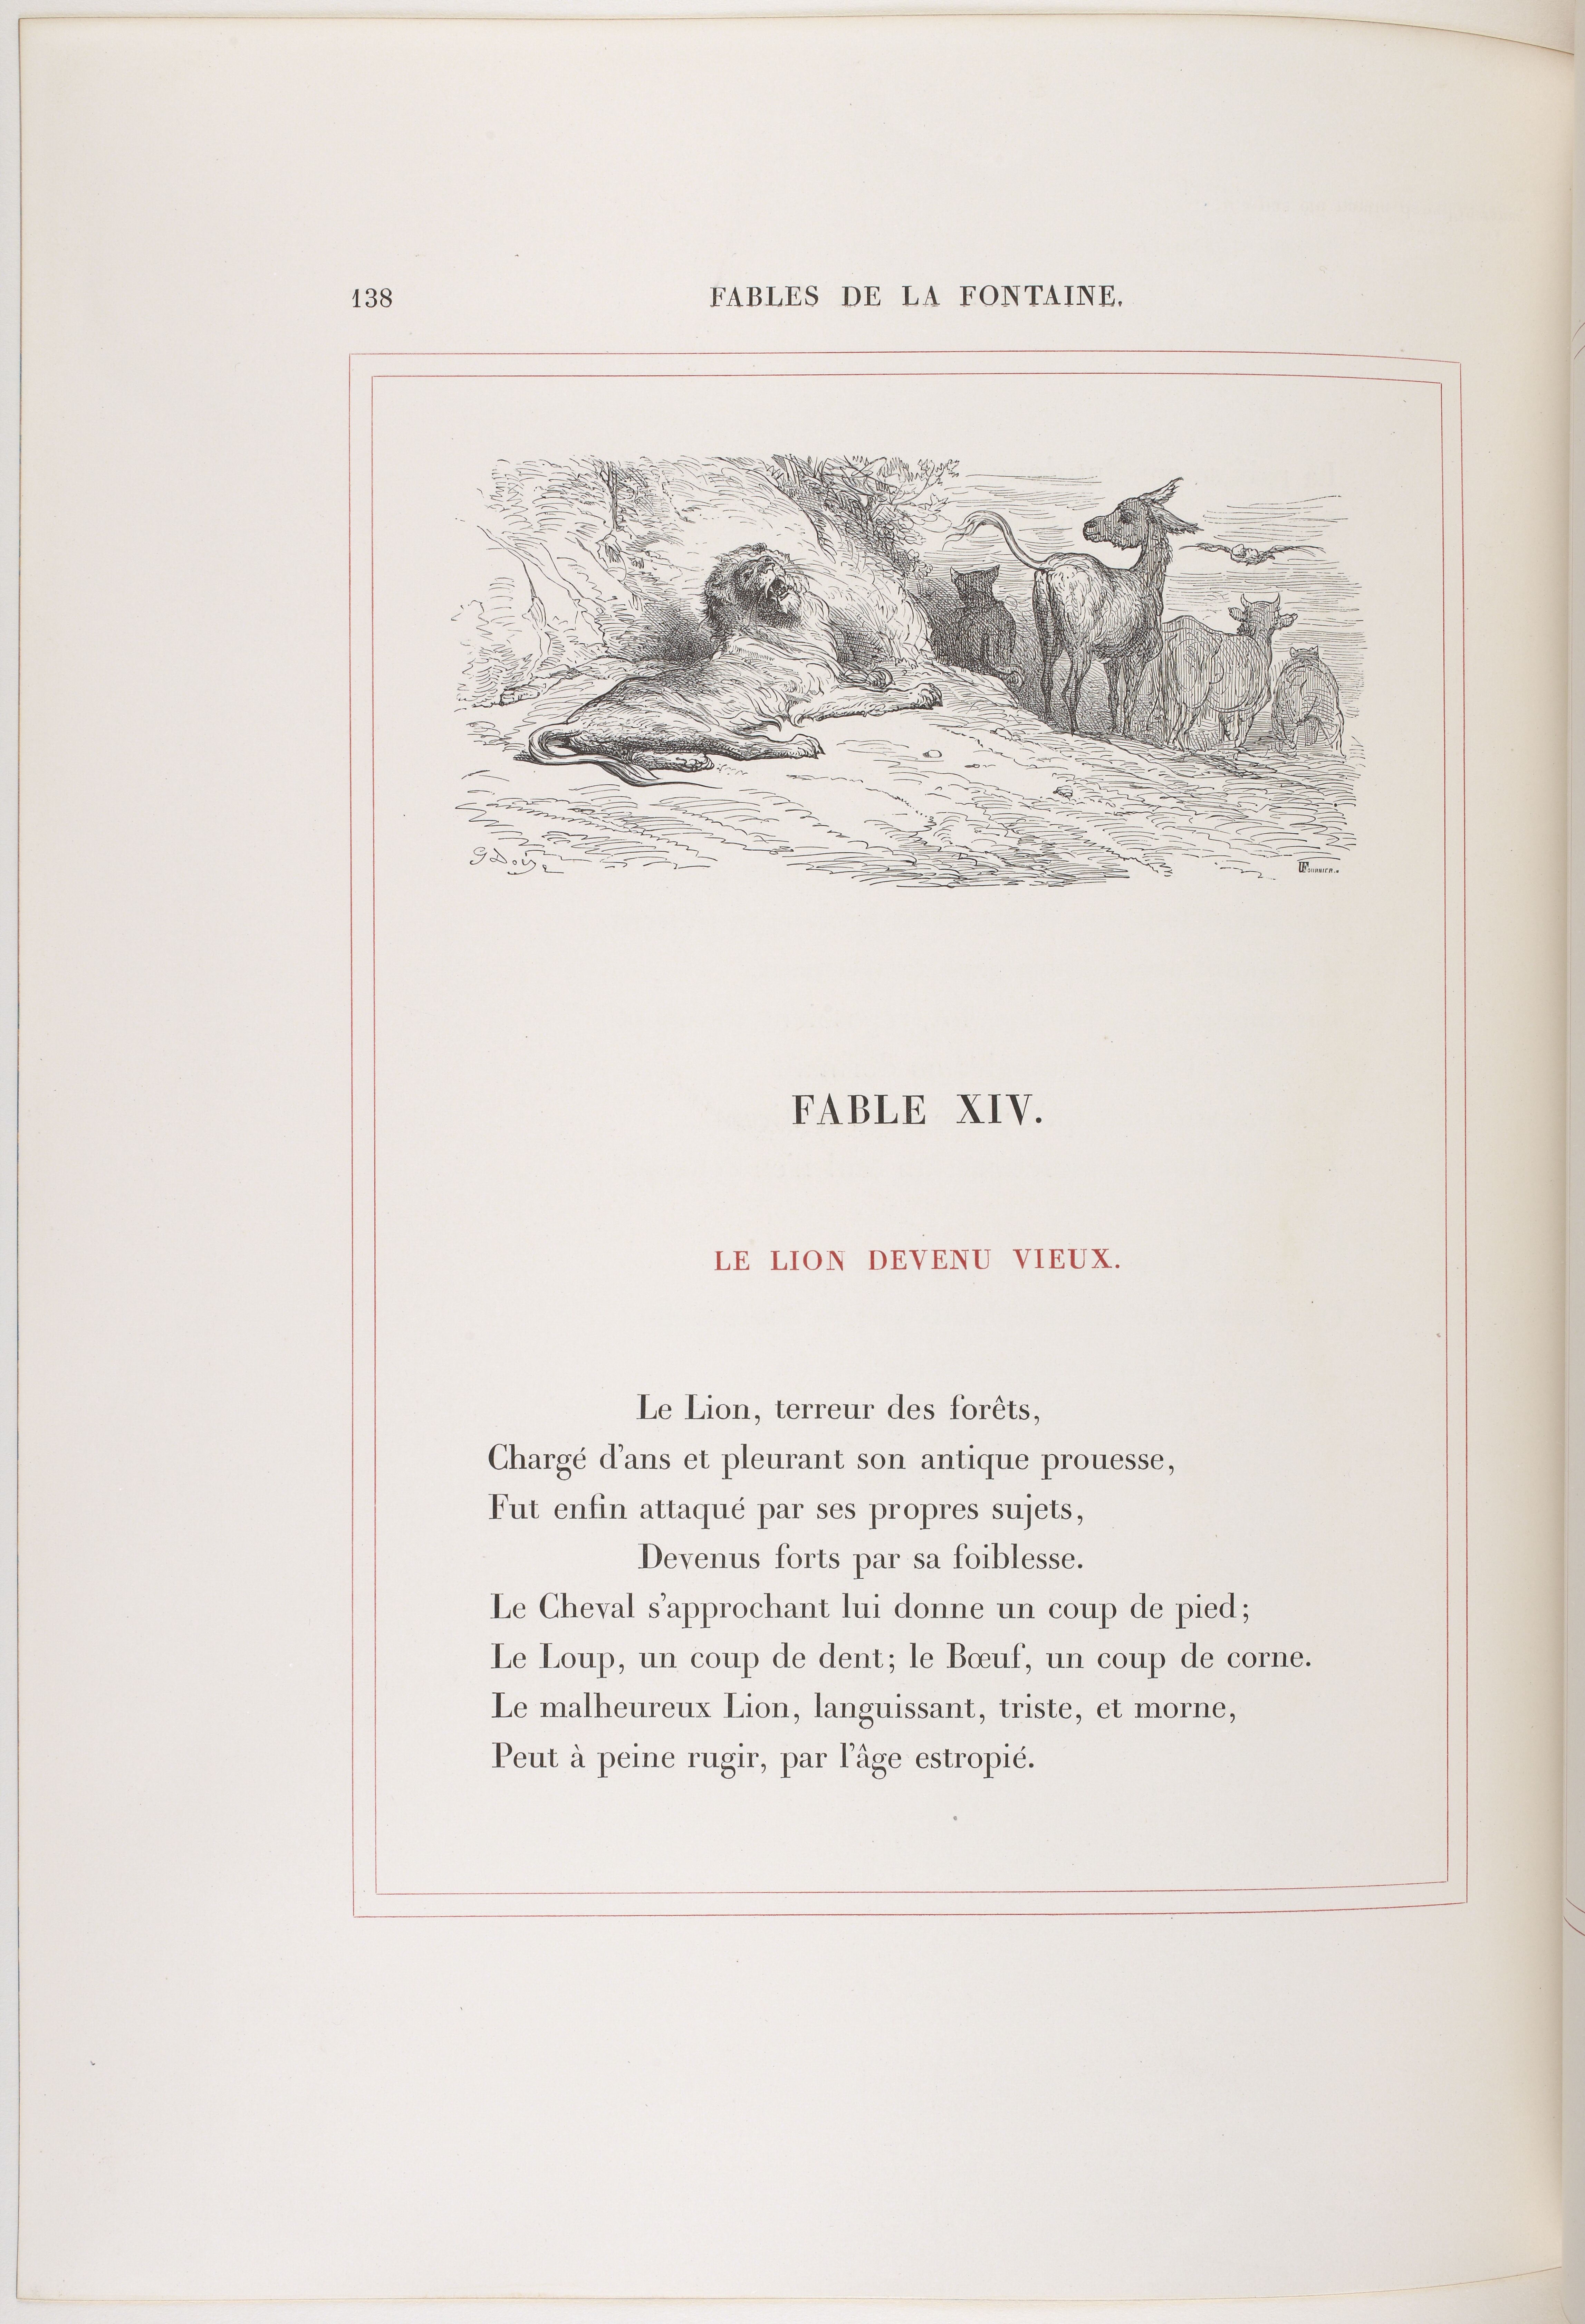 138
FABLES DE LA FONTAINE.
G Doré
FABLE XIV.
LE LION DEVENU VIEUX.
Le Lion, terreur des forêts,
Chargé d'ans et pleurant son antique prouesse,
Fut enfin attaqué par ses propres sujets,
Devenus forts par sa foiblesse.
Le Cheval s'approchant lui donne un coup de pied;
Le Loup, un coup de dent; le Bœuf, un coup de corne.
Le malheureux Lion, languissant, triste, et morne,
Peut à peine rugir, par l'âge estropié.